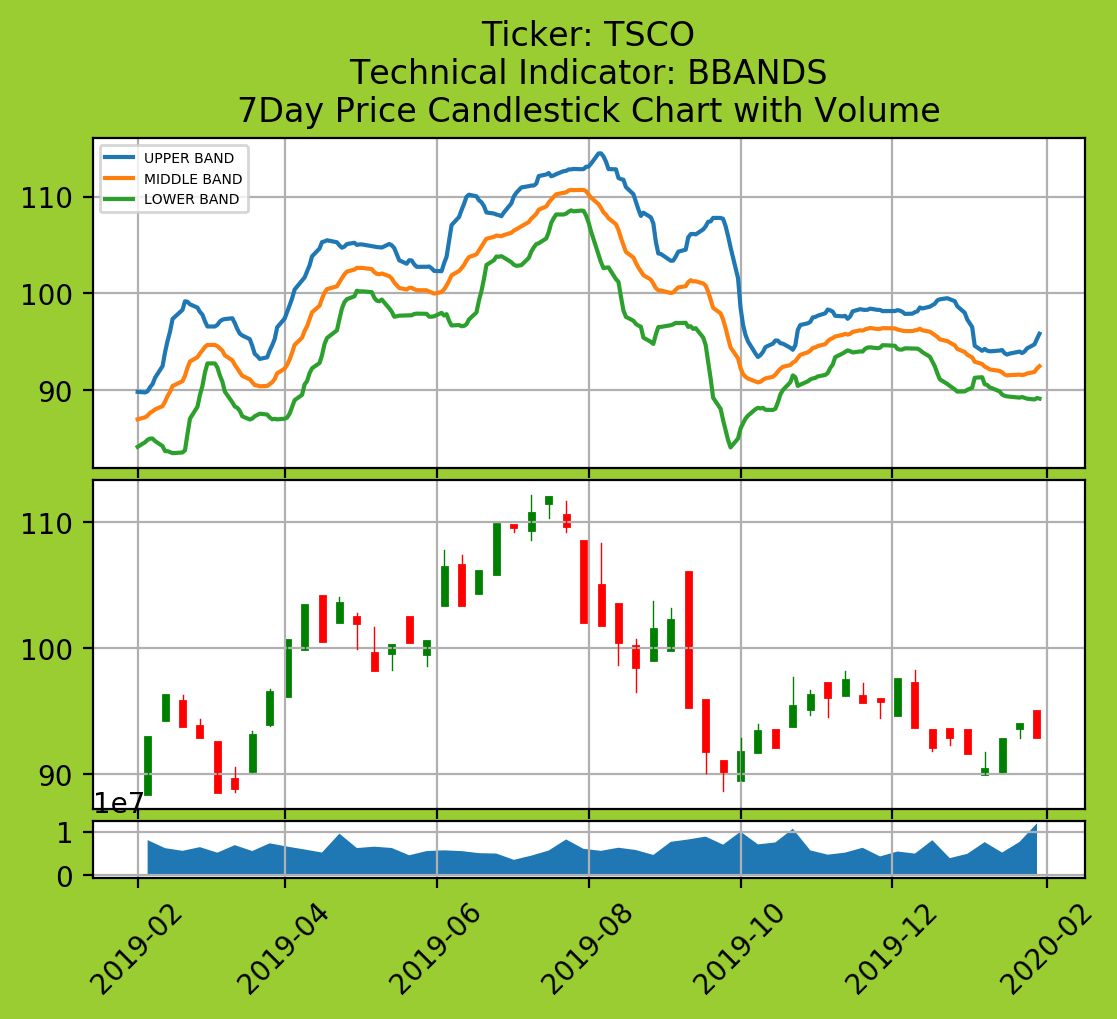 Ticker: TSCO
Technical Indicator: BBANDS
7Day Price Candlestick Chart with Volume
UPPER BAND
MIDDLE BAND
LOWER BAND
110
100
90
110
100
90
1e7
1
0
2019-02
2019-04
2019-06
2019-08
2019-10
2019-12
2020-02